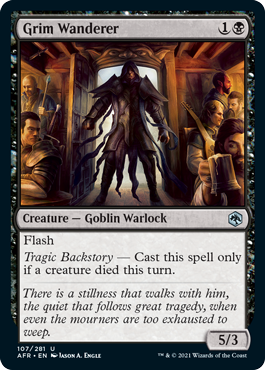 Grim Wanderer 1
Creature — Goblin Warlock
Flash
Tragic Backstory — Cast this spell only
if a creature died this turn.
There is a stillness that walks with him,
the quiet that follows great tragedy, when
even the mourners are too exhausted to
weep.
5/3
107/281 U
AFR • EN Jason A. Engle
™ & © 2021 Wizards of the Coast